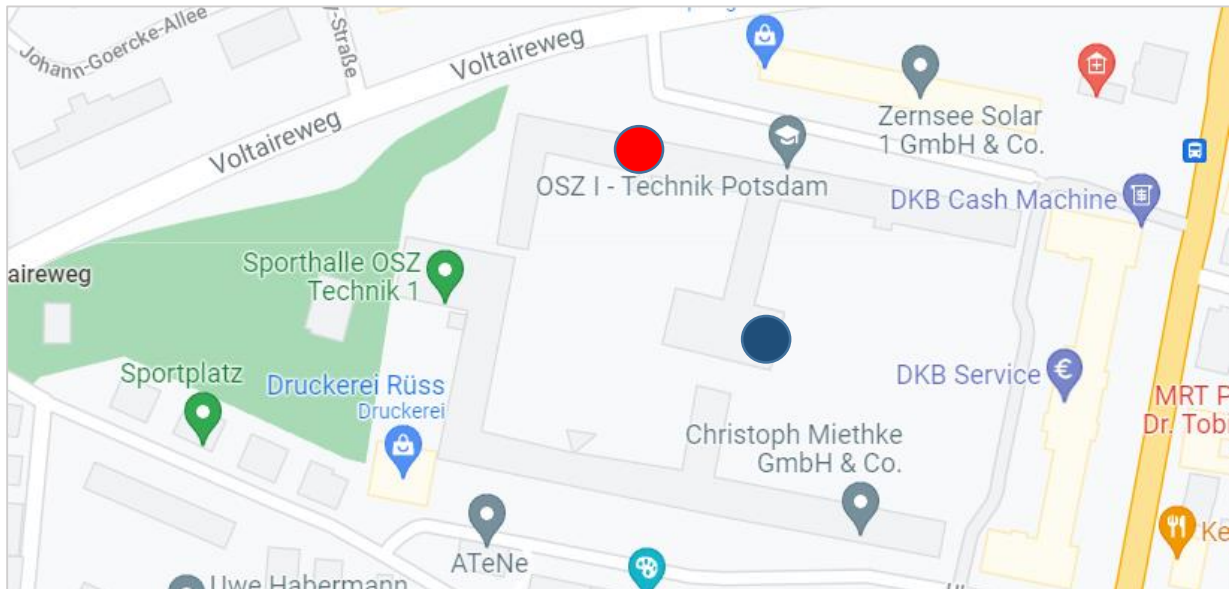 Johann-Goercke-Allee
-Straße
Voltaireweg
Voltaireweg
Zernsee Solar
1 GmbH & Co.
OSZ I - Technik Potsdam
DKB Cash Machine
Sporthalle OSZ
Technik 1
aireweg
Sportplatz
Druckerei Rüss
Druckerei
DKB Service
€
MRT P
Dr. Tob
Christoph Miethke
GmbH & Co.
Ke
ATeNe
Uwe Habermann